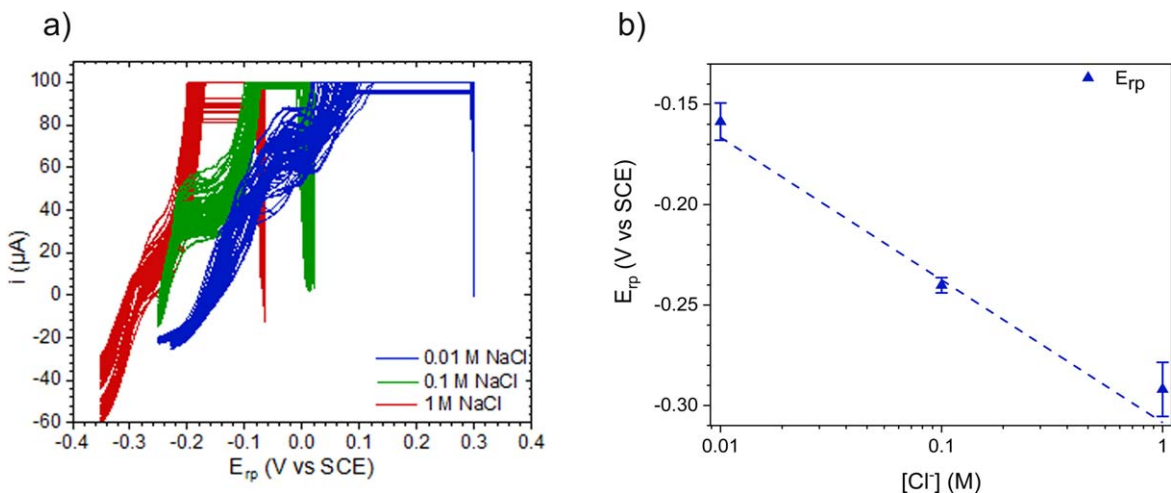 a)
b)
i (µA)
100
80
60
40
20
0
-20
-40
-60
-0.4 -0.3 -0.2 -0.1 0.0 0.1 0.2 0.3 0.4
E_rp (V vs SCE)
0.01 M NaCl
0.1 M NaCl
1 M NaCl
E_rp (V vs SCE)
-0.15
-0.20
-0.25
-0.30
E_rp
0.01 0.1 1
[Cl⁻] (M)